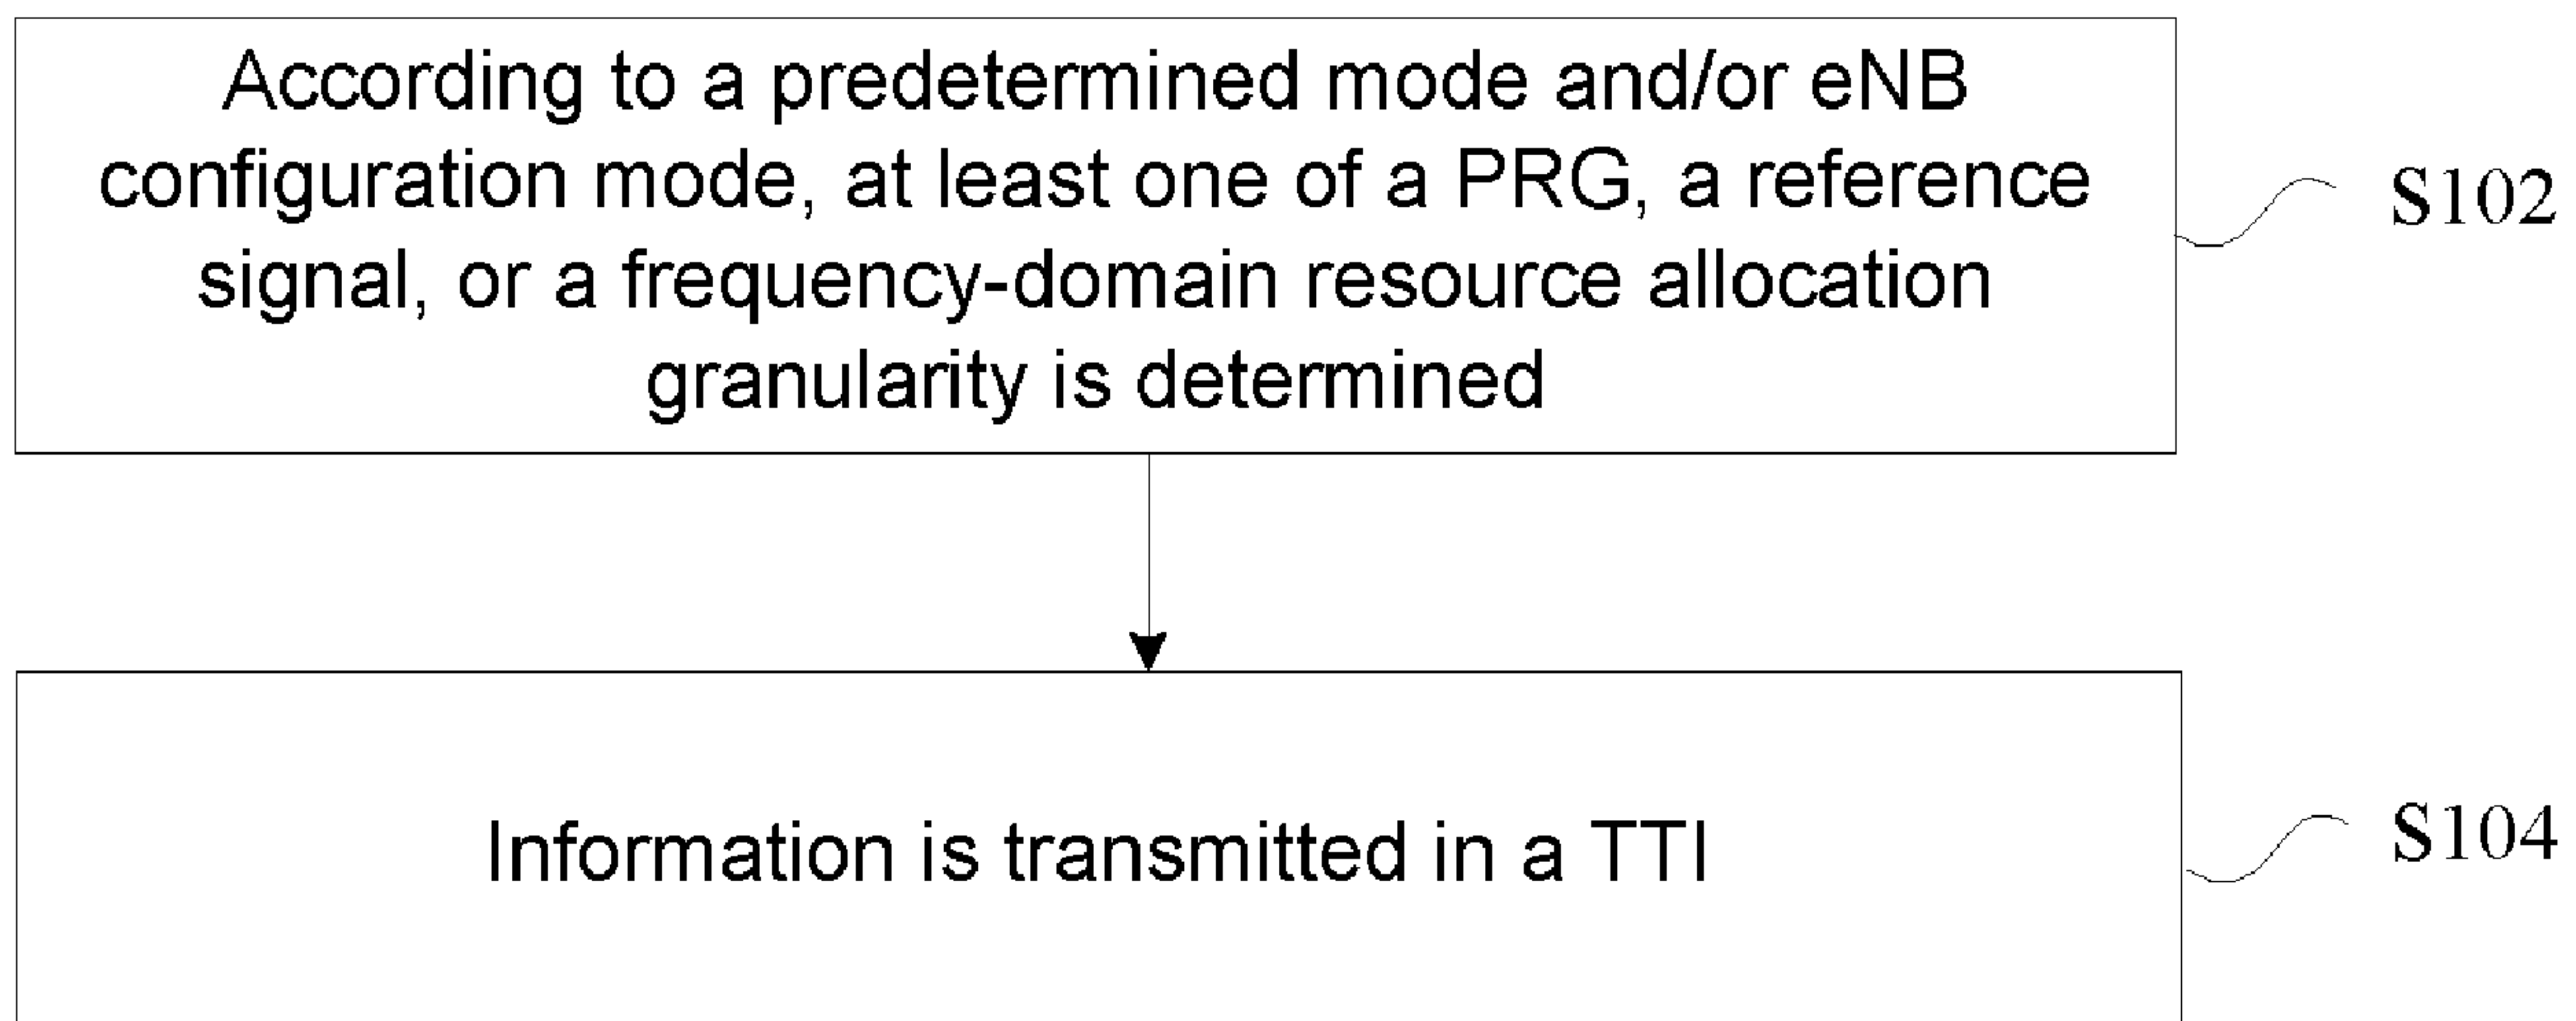 According to a predetermined mode and/or eNB
configuration mode, at least one of a PRG, a reference
signal, or a frequency-domain resource allocation
granularity is determined
S102
Information is transmitted in a TTI
S104